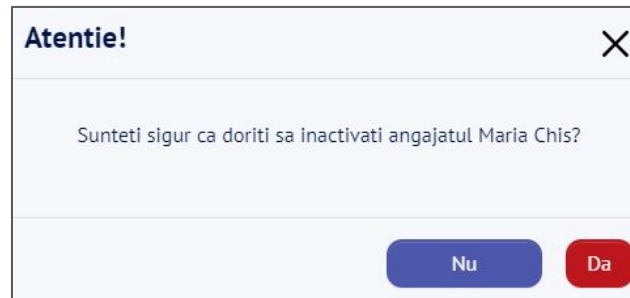 Atentie!
Sunteti sigur ca doriti sa inactivati angajatul Maria Chis?
Nu
Da